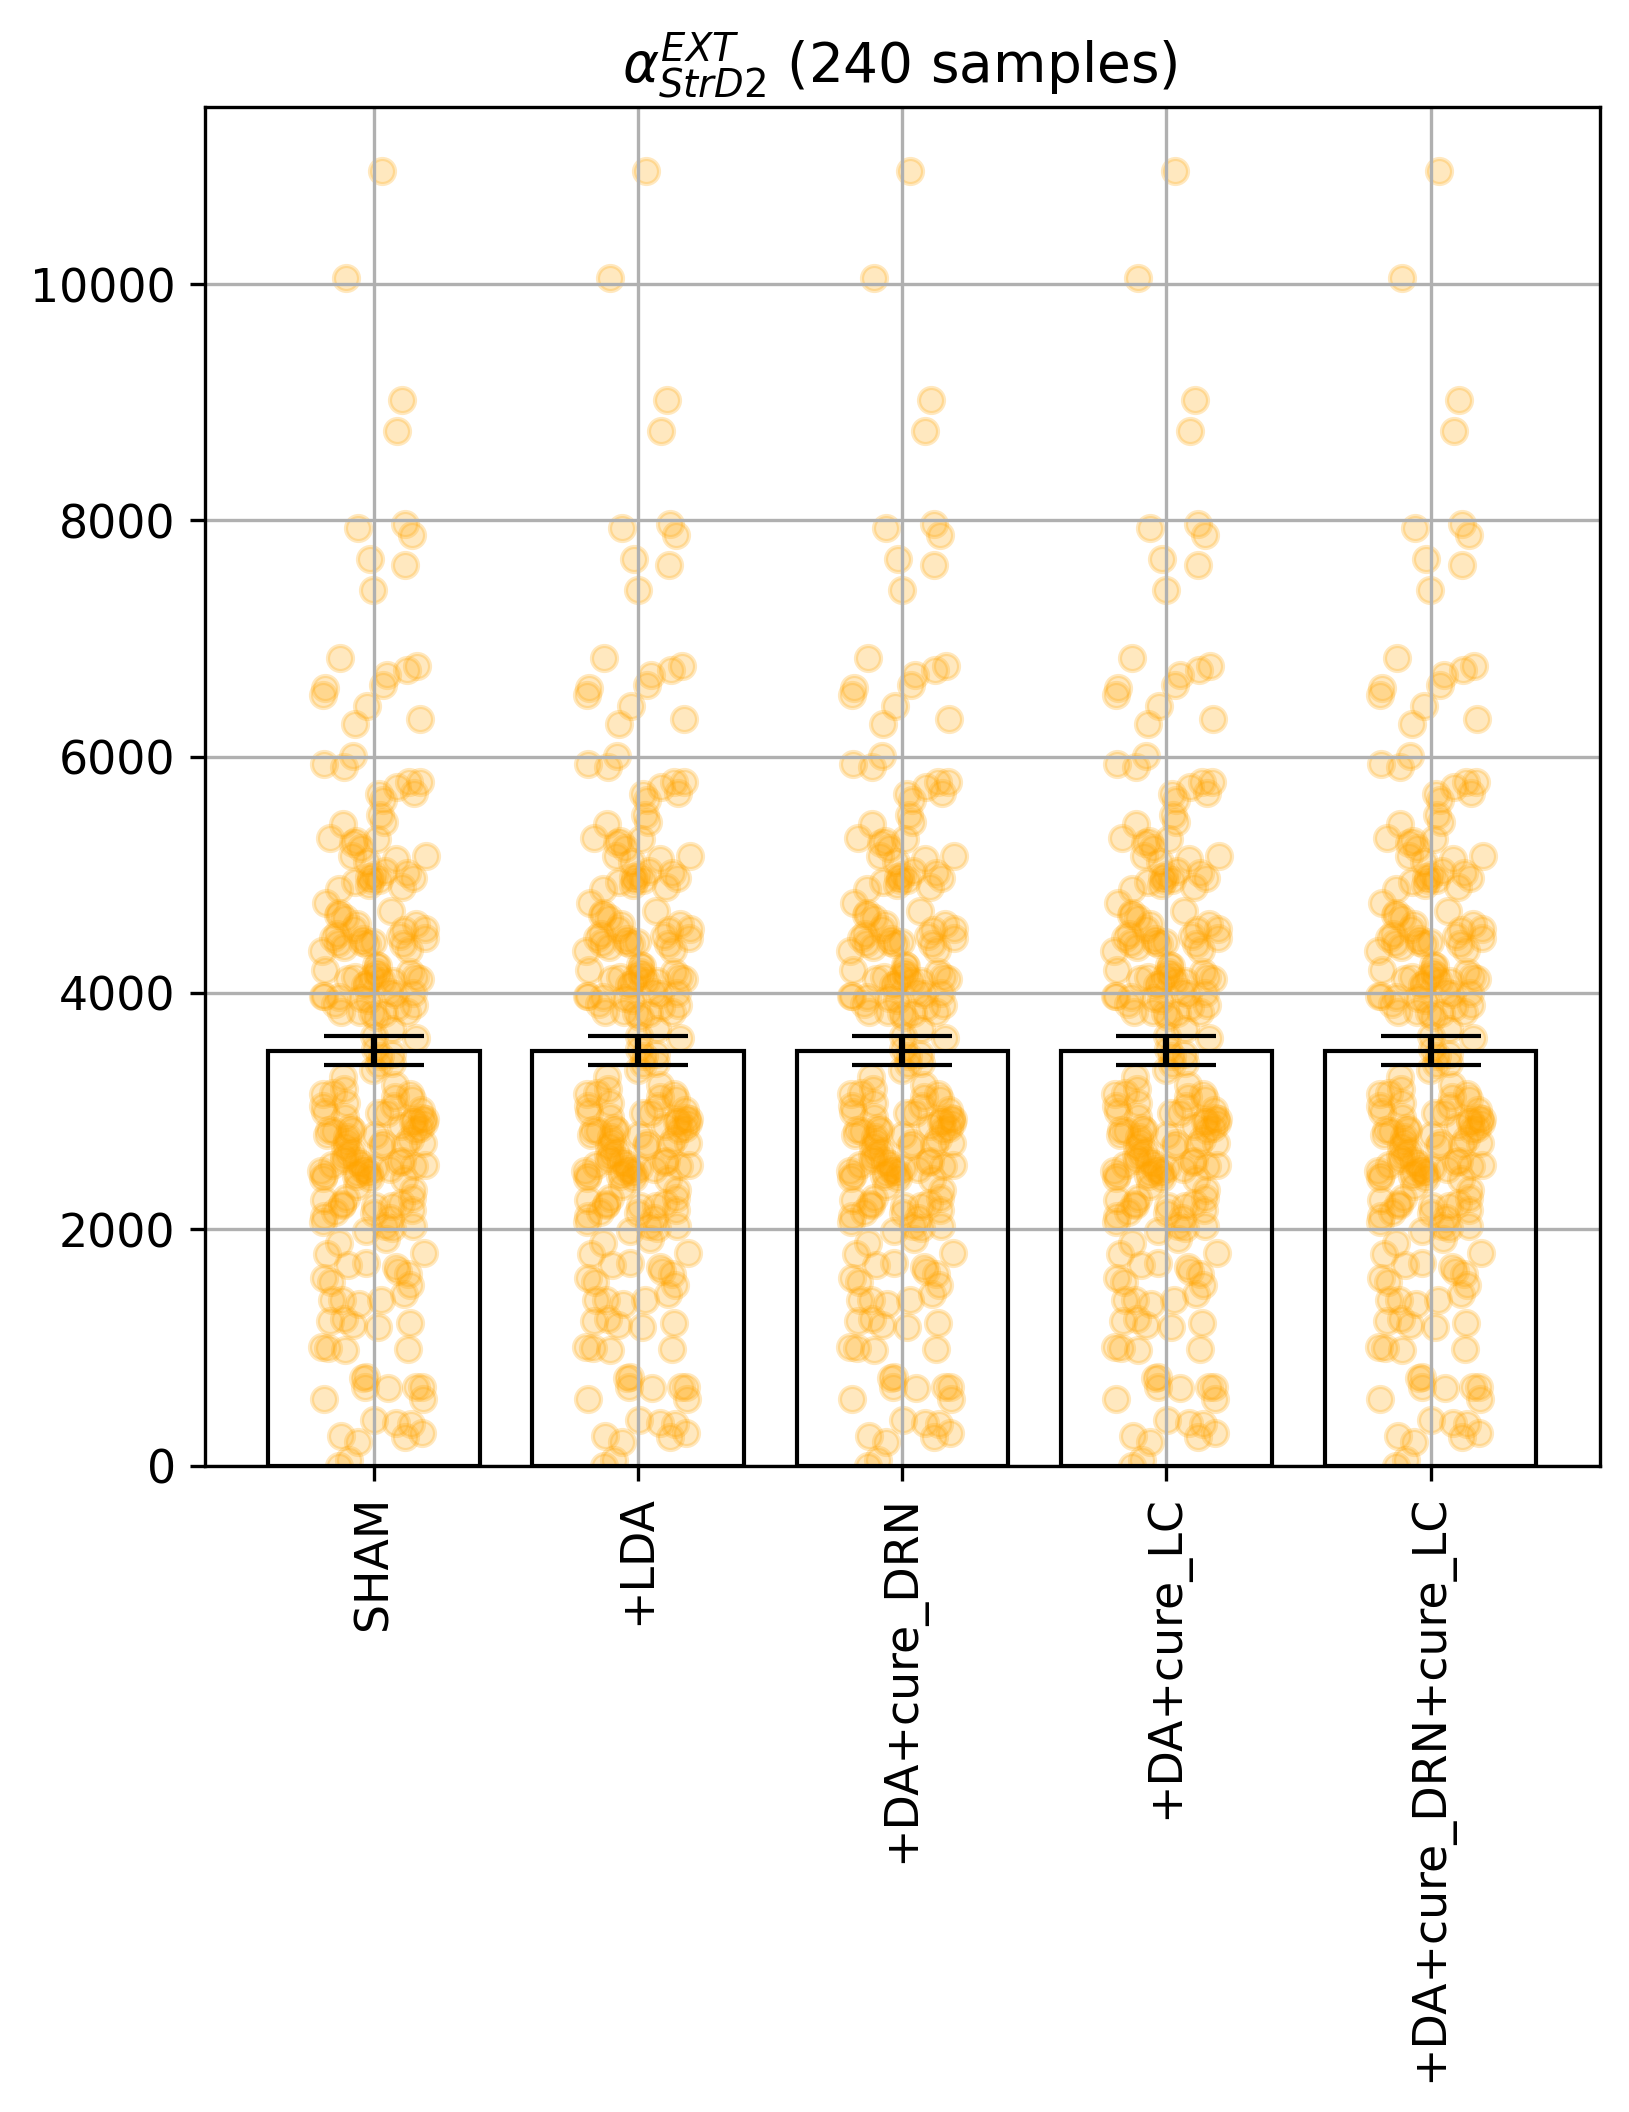 α_{StrD2}^{EXT} (240 samples)
10000
8000
6000
4000
2000
0
SHAM
+LDA
+DA+cure_DRN
+DA+cure_LC
+DA+cure_DRN+cure_LC